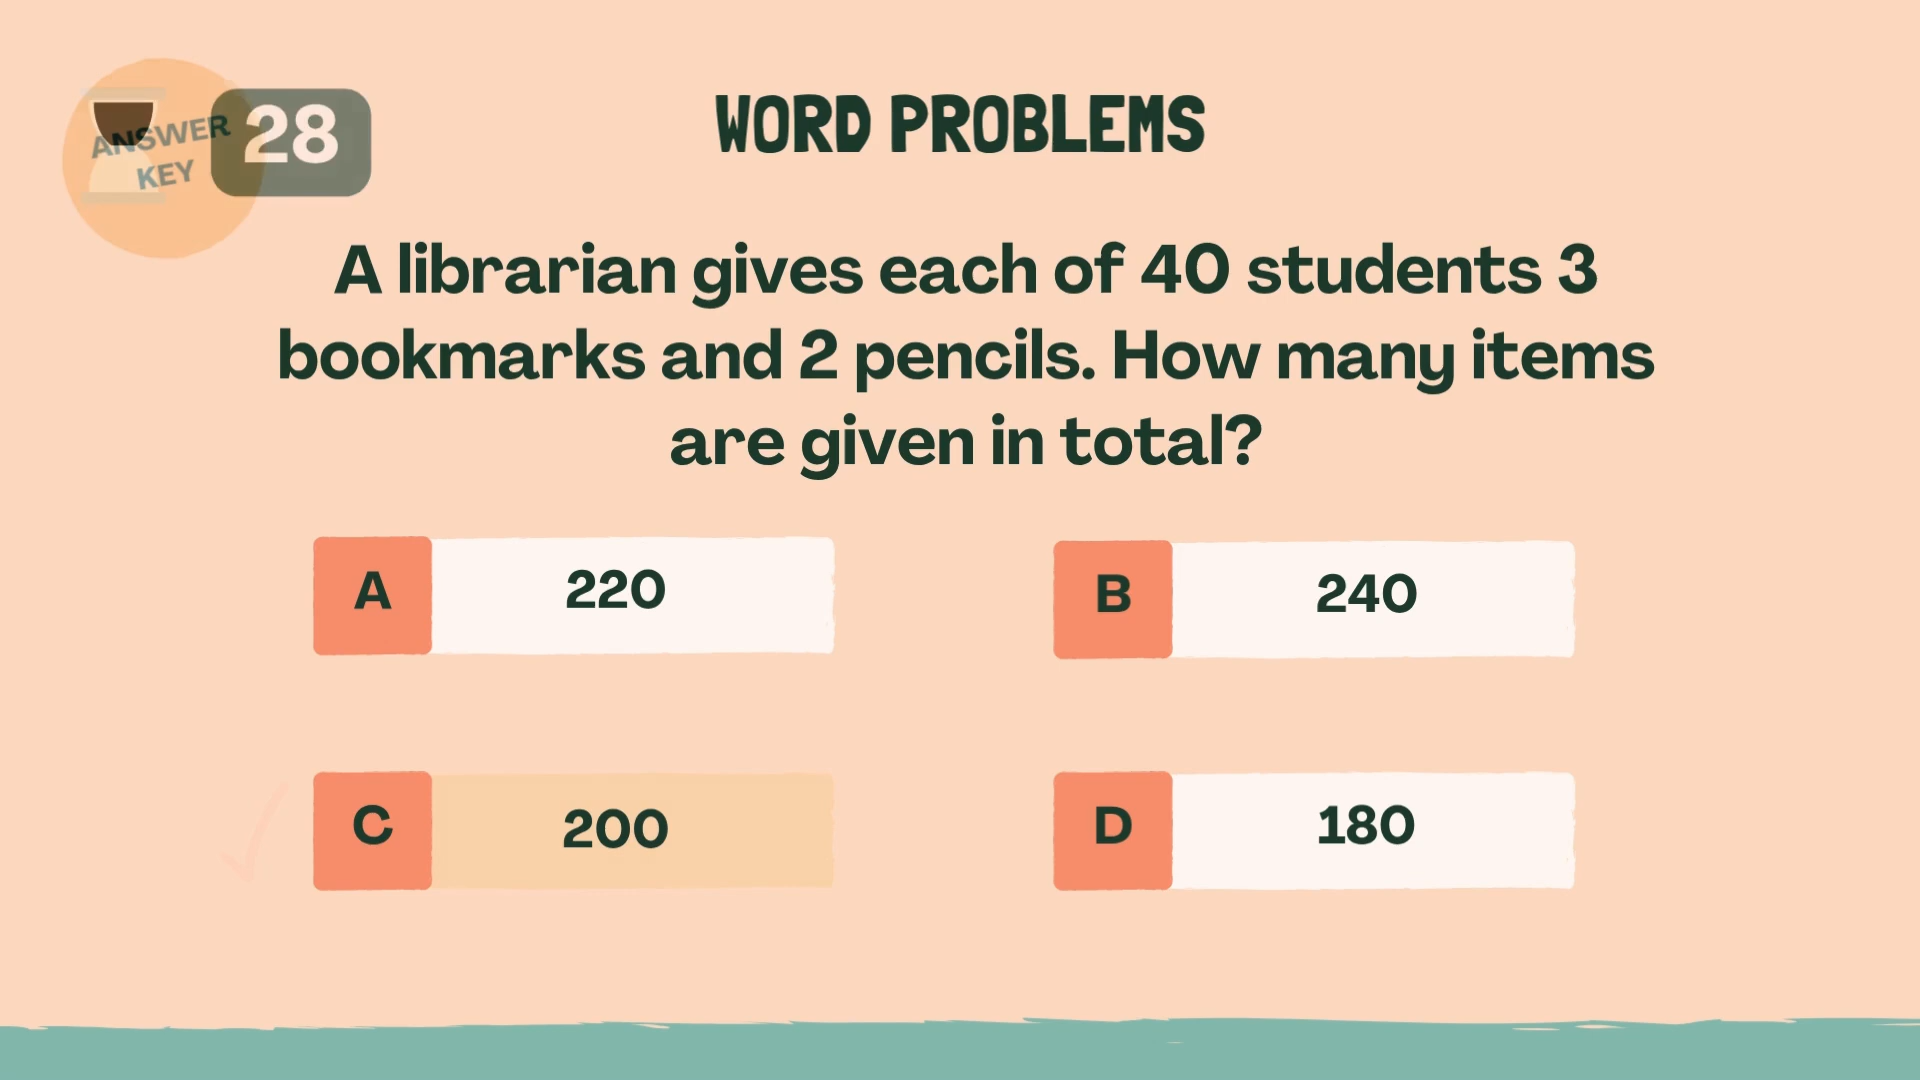 ANSWER
KEY
28
WORD PROBLEMS
A librarian gives each of 40 students 3
bookmarks and 2 pencils. How many items
are given in total?
A 220
B 240
C 200
D 180